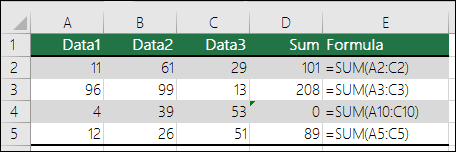 A B C D E
1 Data1 Data2 Data3 Sum Formula
2 11 61 29 101 =SUM(A2:C2)
3 96 99 13 208 =SUM(A3:C3)
4 4 39 53 0 =SUM(A10:C10)
5 12 26 51 89 =SUM(A5:C5)